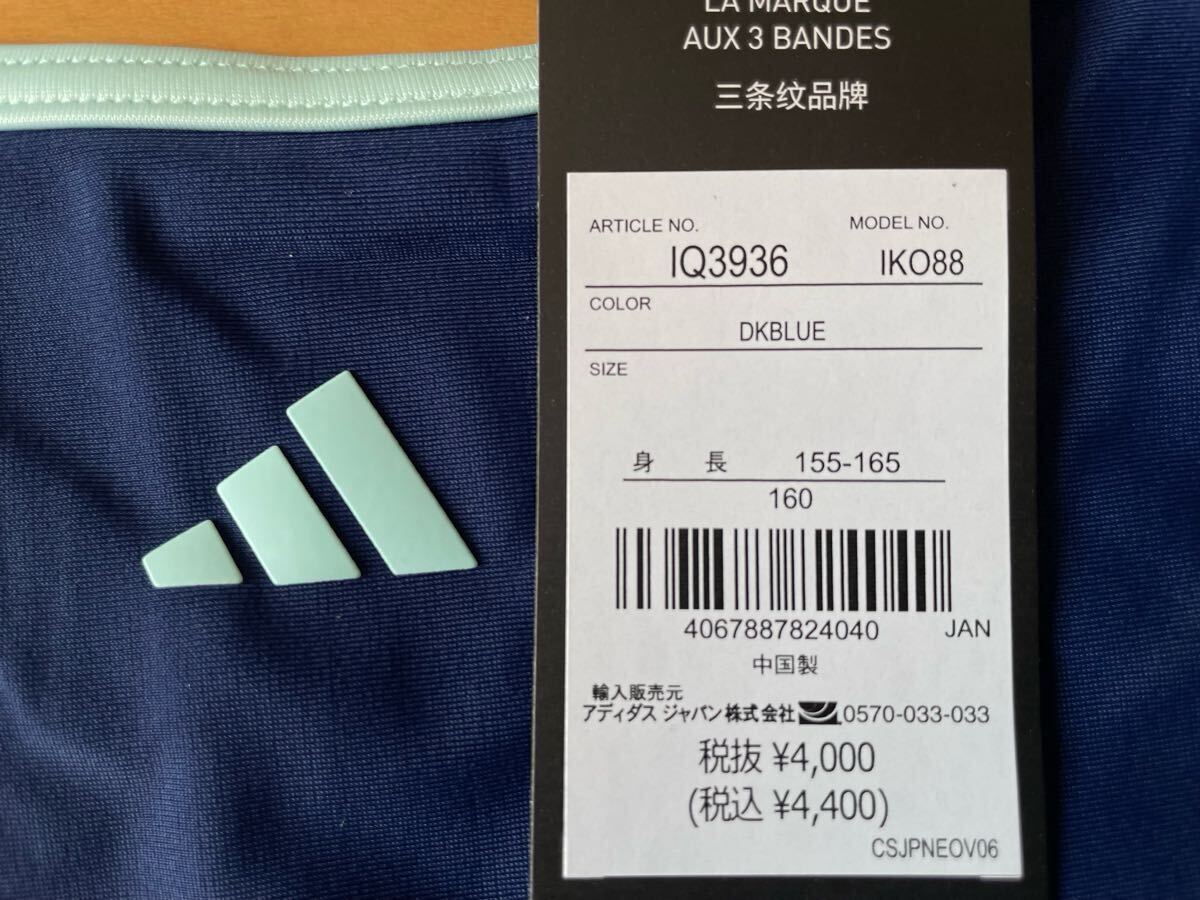 LA MARQUE
AUX 3 BANDES
三条纹品牌
ARTICLE NO. MODEL NO.
IQ3936 IKO88
COLOR
DKBLUE
SIZE
身 長 155-165
160
4067887824040 JAN
中国製
輸入販売元
アディダス ジャパン株式会社 0570-033-033
税抜 ¥4,000
(税込 ¥4,400)
CSJPNEOV06